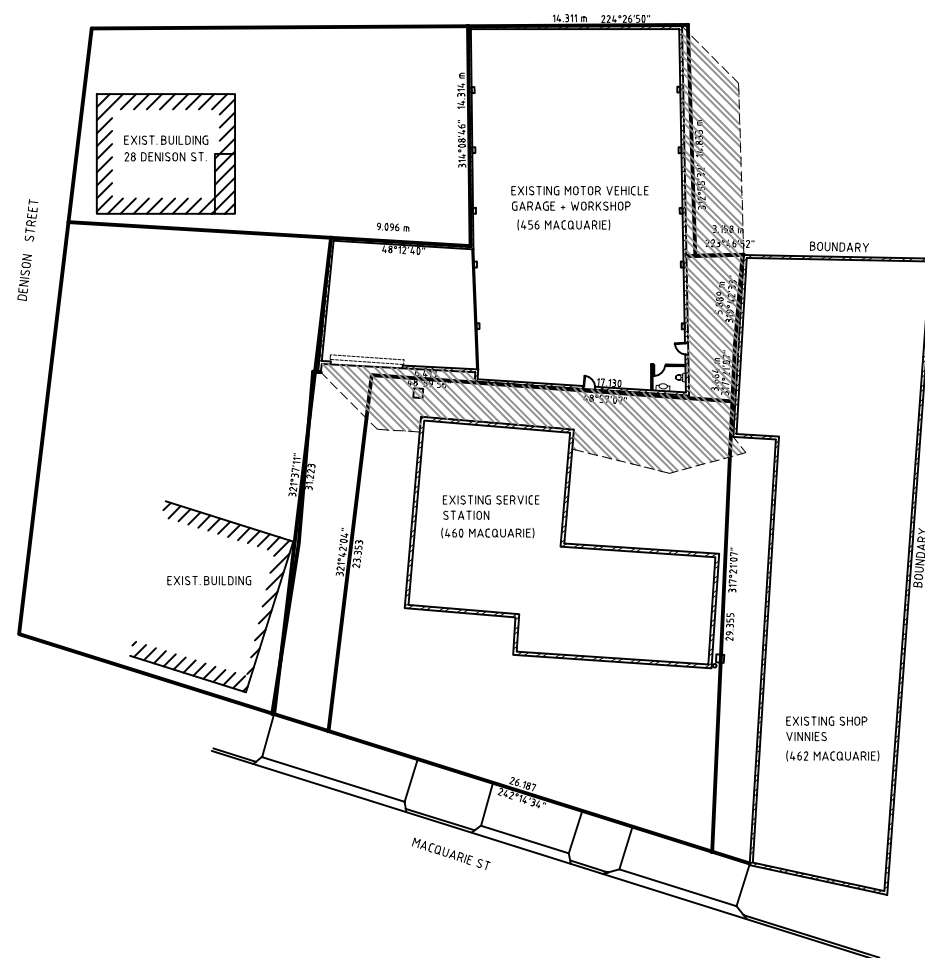 14.311 m 224°26'50"
314°08'46" 14.314 m
EXIST. BUILDING
28 DENISON ST.
EXISTING MOTOR VEHICLE
GARAGE + WORKSHOP
(456 MACQUARIE)
DENISON STREET
9.096 m
48°12'40"
3.158 m
223°46'52"
BOUNDARY
17.130
48°57'07"
321°37'11"
31.223
321°42'04"
23.353
EXISTING SERVICE
STATION
(460 MACQUARIE)
317°21'07"
29.355
BOUNDARY
EXIST. BUILDING
EXISTING SHOP
VINNIES
(462 MACQUARIE)
26.187
242°14'34"
MACQUARIE ST